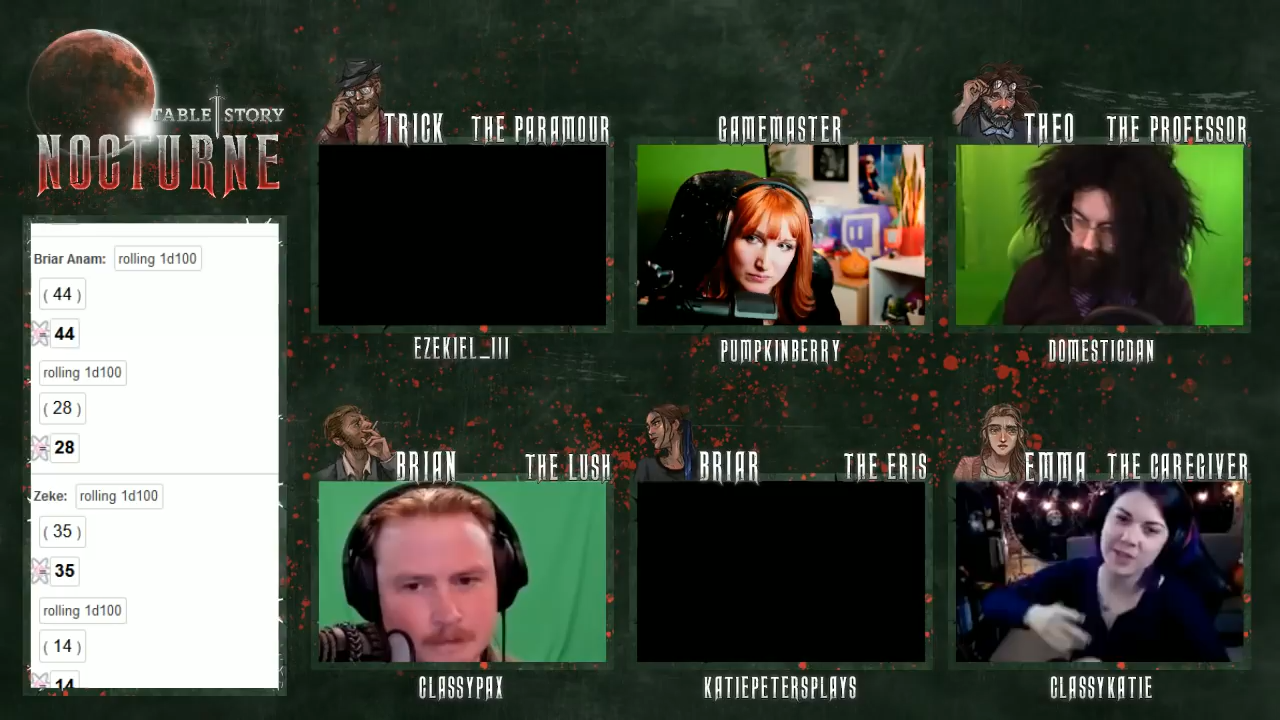 TABLE STORY
NOCTURNE
Briar Anam: rolling 1d100
( 44 )
= 44
rolling 1d100
( 28 )
= 28
Zeke: rolling 1d100
( 35 )
= 35
rolling 1d100
( 14 )
= 14
TRICK THE PARAMOUR
EZEKIEL_III
GAMEMASTER
PUMPKINBERRY
THEO THE PROFESSOR
DOMESTICDAN
BRIAN THE LUSH
CLASSYPAX
BRIAR THE ERIS
KATIEPETERSPLAYS
EMMA THE CAREGIVER
CLASSYKATIE